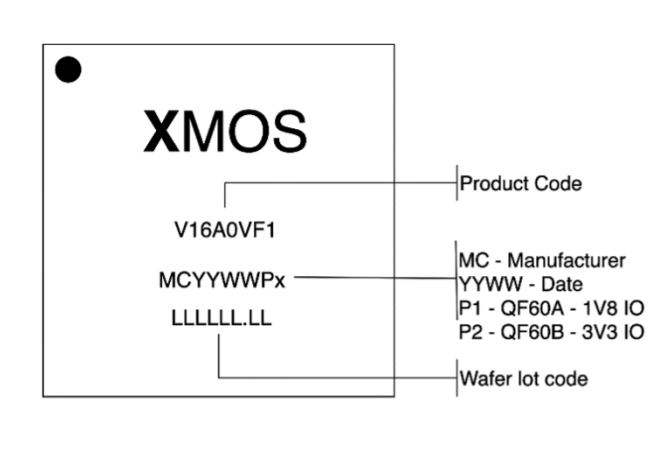 XMOS
Product Code
V16A0VF1
MCYYWWPx
MC - Manufacturer
YYWW - Date
P1 - QF60A - 1V8 IO
P2 - QF60B - 3V3 IO
LLLLLL.LL
Wafer lot code